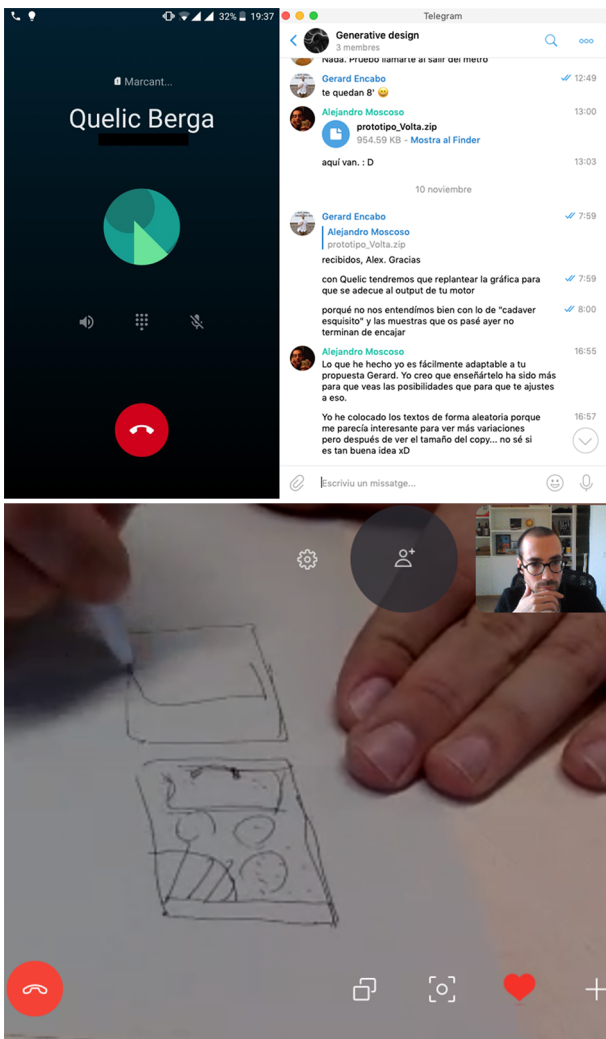 32% 19:37
Marcant...
Quelic Berga
Telegram
Generative design
3 membres
Nada. Pruebo llamarte al salir del metro
Gerard Encabo 12:49
te quedan 8' 😄
Alejandro Moscoso 13:00
prototipo_Volta.zip
954.59 KB - Mostra al Finder
aquí van. : D 13:03
10 noviembre
Gerard Encabo 7:59
Alejandro Moscoso
prototipo_Volta.zip
recibidos, Alex. Gracias
con Quelic tendremos que replantear la gráfica para 7:59
que se adecue al output de tu
motor
porqué no nos entendímos bien con lo de "cadaver 8:00
esquisito" y las muestras que os pasé ayer no
terminan de encajar
Alejandro Moscoso 16:55
Lo que he hecho yo es fácilmente adaptable a tu
propuesta Gerard. Yo creo que enseñártelo ha sido más
para que veas las posibilidades que para que te ajustes
a eso.
Yo he colocado los textos de forma aleatoria porque 16:57
me parecía interesante para ver más variaciones
pero después de ver el tamaño del copy... no sé si
es tan buena idea xD
Escriviu un missatge...